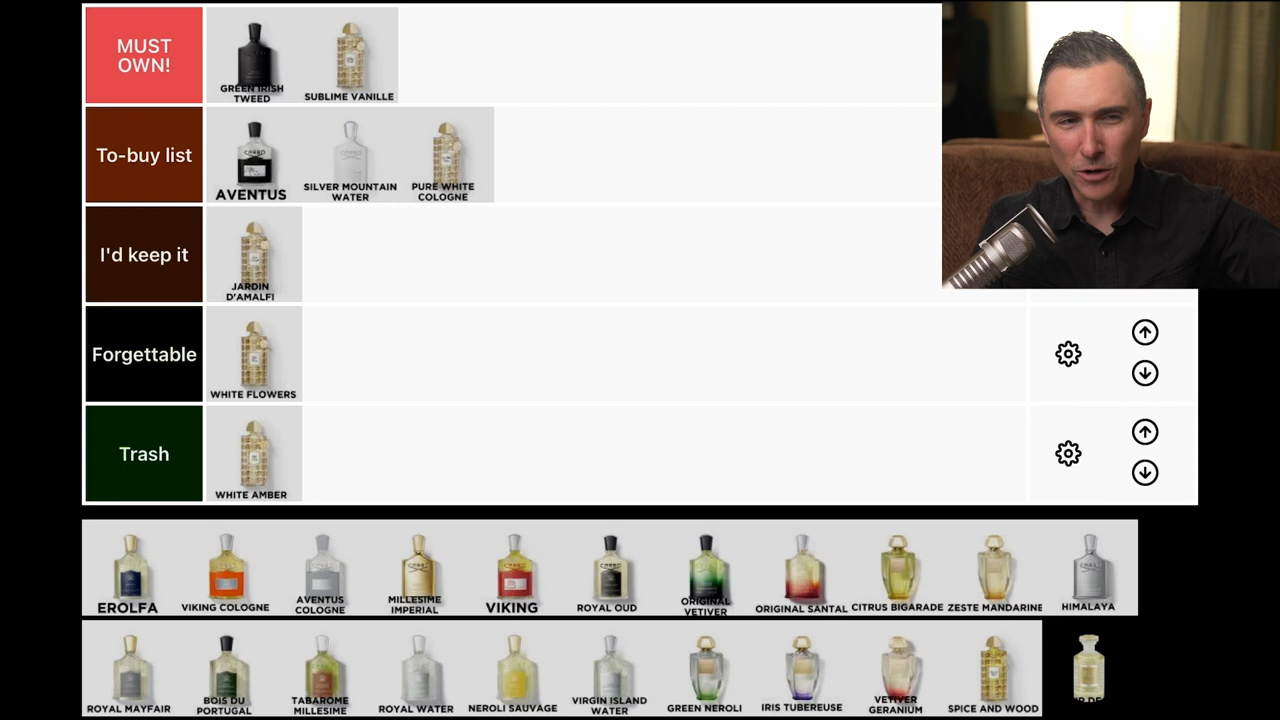 MUST
OWN!
GREEN IRISH
TWEED
SUBLIME VANILLE
To-buy list
CREED
AVENTUS
CREED
SILVER MOUNTAIN
WATER
PURE WHITE
COLOGNE
I'd keep it
JARDIN
D'AMALFI
Forgettable
WHITE FLOWERS
Trash
WHITE AMBER
EROLFA
VIKING COLOGNE
AVENTUS
COLOGNE
MILLESIME
IMPERIAL
VIKING
ROYAL OUD
ORIGINAL
VETIVER
ORIGINAL SANTAL
CITRUS BIGARADE
ZESTE MANDARINE
HIMALAYA
ROYAL MAYFAIR
BOIS DU
PORTUGAL
TABAROME
MILLESIME
ROYAL WATER
NEROLI SAUVAGE
VIRGIN ISLAND
WATER
GREEN NEROLI
IRIS TUBEREUSE
VETIVER
GERANIUM
SPICE AND WOOD